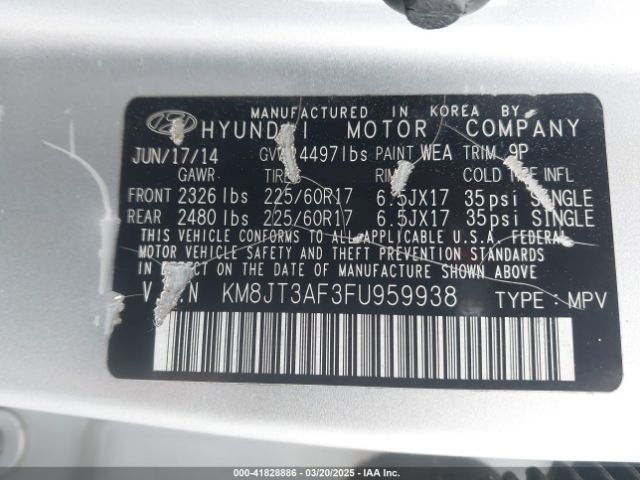 MANUFACTURED IN KOREA BY
HYUNDAI MOTOR COMPANY
JUN/17/14 GVWR 4497lbs PAINT WEA TRIM 9P
GAWR TIRE RIM COLD TIRE INFL
FRONT 2326 lbs 225/60R17 6.5JX17 35psi SINGLE
REAR 2480 lbs 225/60R17 6.5JX17 35psi SINGLE
THIS VEHICLE CONFORMS TO ALL APPLICABLE U.S.A. FEDERAL
MOTOR VEHICLE SAFETY AND THEFT PREVENTION STANDARDS
IN EFFECT ON THE DATE OF MANUFACTURE SHOWN ABOVE.
V.I.N KM8JT3AF3FU959938 TYPE : MPV
000-41828886 — 03/20/2025 — IAA Inc.